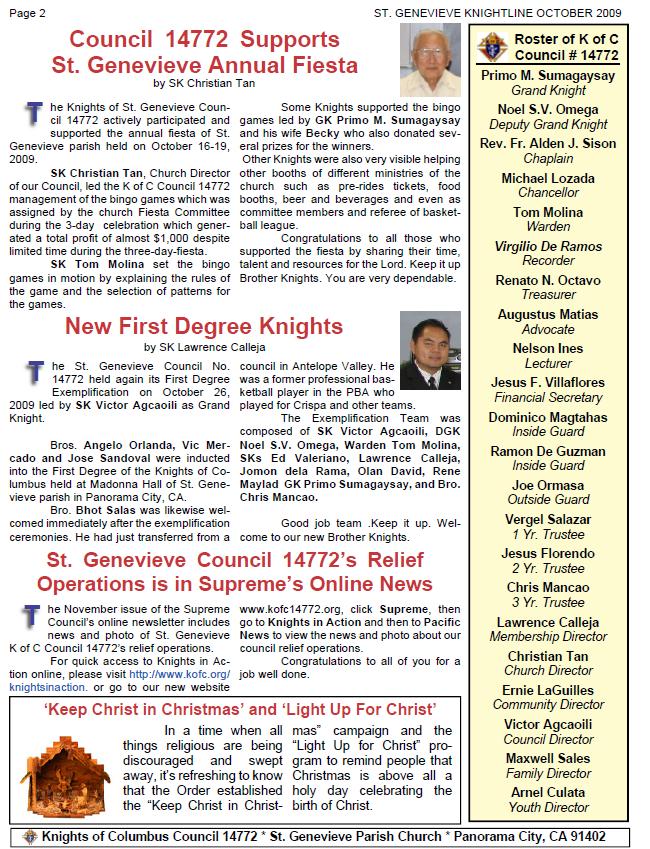 Page 2
ST. GENEVIEVE KNIGHTLINE OCTOBER 2009
Council 14772 Supports
St. Genevieve Annual Fiesta
by SK Christian Tan
The Knights of St. Genevieve Coun-
cil 14772 actively participated and
supported the annual fiesta of St.
Genevieve parish held on October 16-19,
2009.
SK Christian Tan, Church Director
of our Council, led the K of C Council 14772
management of the bingo games which was
assigned by the church Fiesta Committee
during the 3-day celebration which gener-
ated a total profit of almost $1,000 despite
limited time during the three-day-fiesta.
SK Tom Molina set the bingo
games in motion by explaining the rules of
the game and the selection of patterns for
the games.
Some Knights supported the bingo
games led by GK Primo M. Sumagaysay
and his wife Becky who also donated sev-
eral prizes for the winners.
Other Knights were also very visible helping
other booths of different ministries of the
church such as pre-rides tickets, food
booths, beer and beverages and even as
committee members and referee of basket-
ball league.
Congratulations to all those who
supported the fiesta by sharing their time,
talent and resources for the Lord. Keep it up
Brother Knights. You are very dependable.
New First Degree Knights
by SK Lawrence Calleja
The St. Genevieve Council No.
14772 held again its First Degree
Exemplification on October 26,
2009 led by SK Victor Agcaoili as Grand
Knight.
Bros. Angelo Orlanda, Vic Mer-
cado and Jose Sandoval were inducted
into the First Degree of the Knights of Co-
lumbus held at Madonna Hall of St. Gene-
vieve parish in Panorama City, CA.
Bro. Bhot Salas was likewise wel-
comed immediately after the exemplification
ceremonies. He had just transferred from a
council in Antelope Valley. He
was a former professional bas-
ketball player in the PBA who
played for Crispa and other teams.
The Exemplification Team was
composed of SK Victor Agcaoili, DGK
Noel S.V. Omega, Warden Tom Molina,
SKs Ed Valeriano, Lawrence Calleja,
Jomon dela Rama, Olan David, Rene
Maylad GK Primo Sumagaysay, and Bro.
Chris Mancao.
Good job team .Keep it up. Wel-
come to our new Brother Knights.
St. Genevieve Council 14772's Relief
Operations is in Supreme's Online News
The November issue of the Supreme
Council's online newsletter includes
news and photo of St. Genevieve
K of C Council 14772's relief operations.
For quick access to Knights in Ac-
tion online, please visit http://www.kofc.org/
knightsinaction. or go to our new website
www.kofc14772.org, click Supreme, then
go to Knights in Action and then to Pacific
News to view the news and photo about our
council relief operations.
Congratulations to all of you for a
job well done.
'Keep Christ in Christmas' and 'Light Up For Christ'
In a time when all
things religious are being
discouraged and swept
away, it's refreshing to know
that the Order established
the "Keep Christ in Christ-
mas" campaign and the
"Light Up for Christ" pro-
gram to remind people that
Christmas is above all a
holy day celebrating the
birth of Christ.
Roster of K of C
Council # 14772
Primo M. Sumagaysay
Grand Knight
Noel S.V. Omega
Deputy Grand Knight
Rev. Fr. Alden J. Sison
Chaplain
Michael Lozada
Chancellor
Tom Molina
Warden
Virgilio De Ramos
Recorder
Renato N. Octavo
Treasurer
Augustus Matias
Advocate
Nelson Ines
Lecturer
Jesus F. Villaflores
Financial Secretary
Dominico Magtahas
Inside Guard
Ramon De Guzman
Inside Guard
Joe Ormasa
Outside Guard
Vergel Salazar
1 Yr. Trustee
Jesus Florendo
2 Yr. Trustee
Chris Mancao
3 Yr. Trustee
Lawrence Calleja
Membership Director
Christian Tan
Church Director
Ernie LaGuilles
Community Director
Victor Agcaoili
Council Director
Maxwell Sales
Family Director
Arnel Culata
Youth Director
Knights of Columbus Council 14772 * St. Genevieve Parish Church * Panorama City, CA 91402